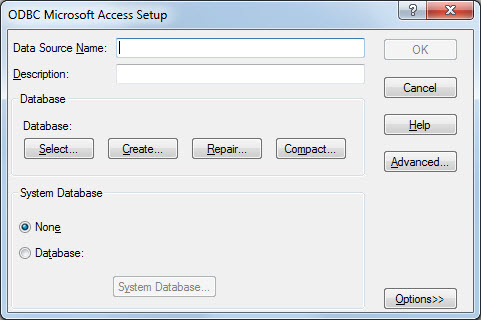 ODBC Microsoft Access Setup
Data Source Name:
OK
Description:
Cancel
Database
Help
Database:
Select...
Create...
Repair...
Compact...
Advanced...
System Database
None
Database:
System Database...
Options>>